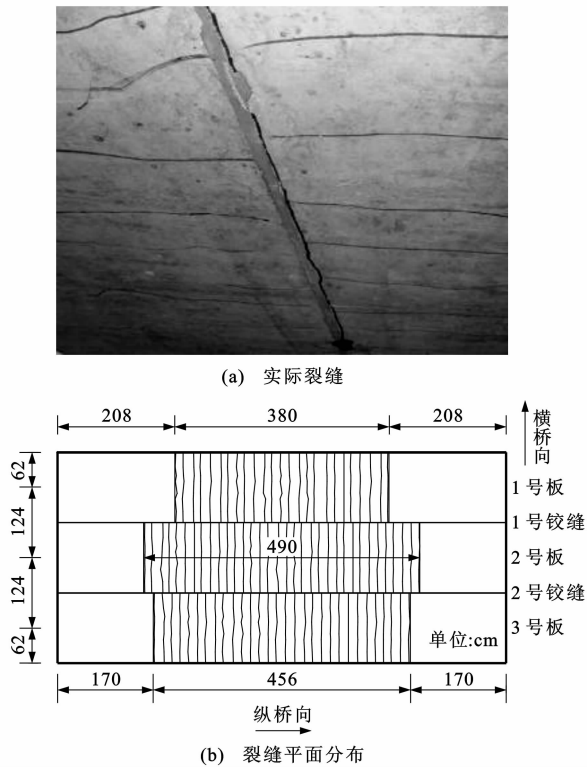 (a) 实际裂缝
208 380 208
横桥向
62
1号板
124
1号铰缝
490
2号板
124
2号铰缝
3号板
62
单位:cm
170 456 170
纵桥向
(b) 裂缝平面分布